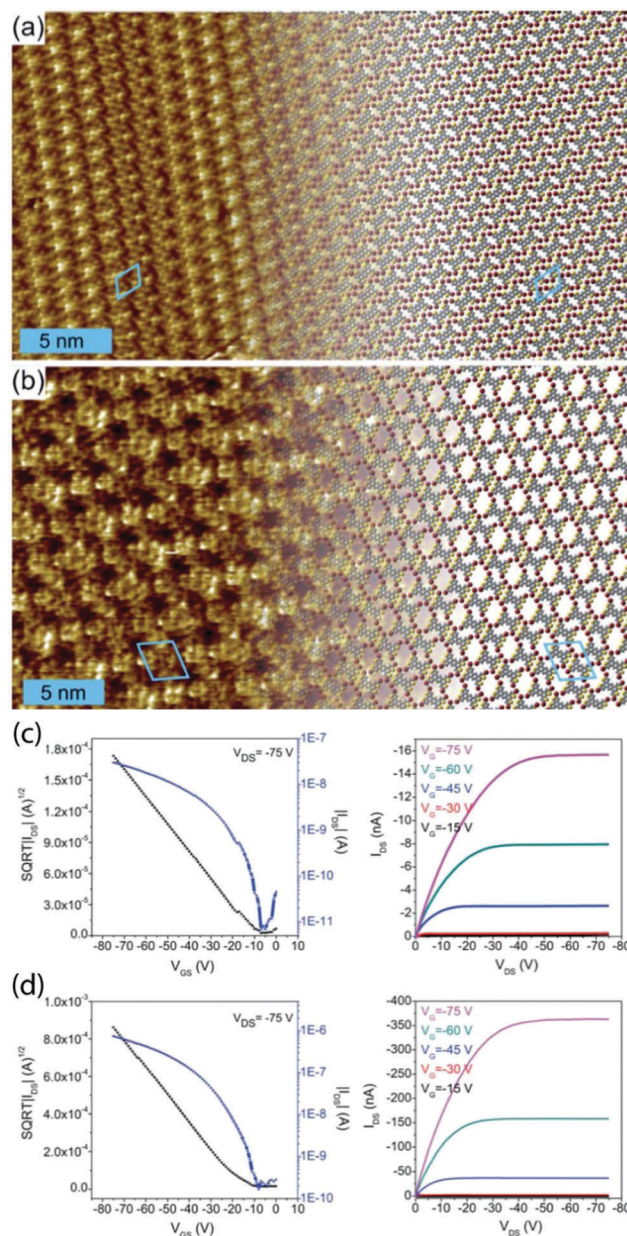 (a)
5 nm
(b)
5 nm
(c)
V_DS= -75 V
1.8x10⁻⁴
1.5x10⁻⁴
1.2x10⁻⁴
9.0x10⁻⁵
6.0x10⁻⁵
3.0x10⁻⁵
0.0
SQRT|I_DS| (A)^1/2
1E-7
1E-8
1E-9
1E-10
1E-11
|I_DS| (A)
-80 -70 -60 -50 -40 -30 -20 -10 0
V_GS (V)
V_G=-75 V
V_G=-60 V
V_G=-45 V
V_G=-30 V
V_G=-15 V
-16
-14
-12
-10
-8
-6
-4
-2
0
I_DS (nA)
0 -10 -20 -30 -40 -50 -60 -70 -80
V_DS (V)
(d)
V_DS= -75 V
1.0x10⁻³
8.0x10⁻⁴
6.0x10⁻⁴
4.0x10⁻⁴
2.0x10⁻⁴
0.0
SQRT|I_DS| (A)^1/2
1E-6
1E-7
1E-8
1E-9
1E-10
|I_DS| (A)
-80 -70 -60 -50 -40 -30 -20 -10 0
V_GS (V)
V_G=-75 V
V_G=-60 V
V_G=-45 V
V_G=-30 V
V_G=-15 V
-400
-350
-300
-250
-200
-150
-100
-50
0
I_DS (nA)
0 -10 -20 -30 -40 -50 -60 -70 -80
V_DS (V)